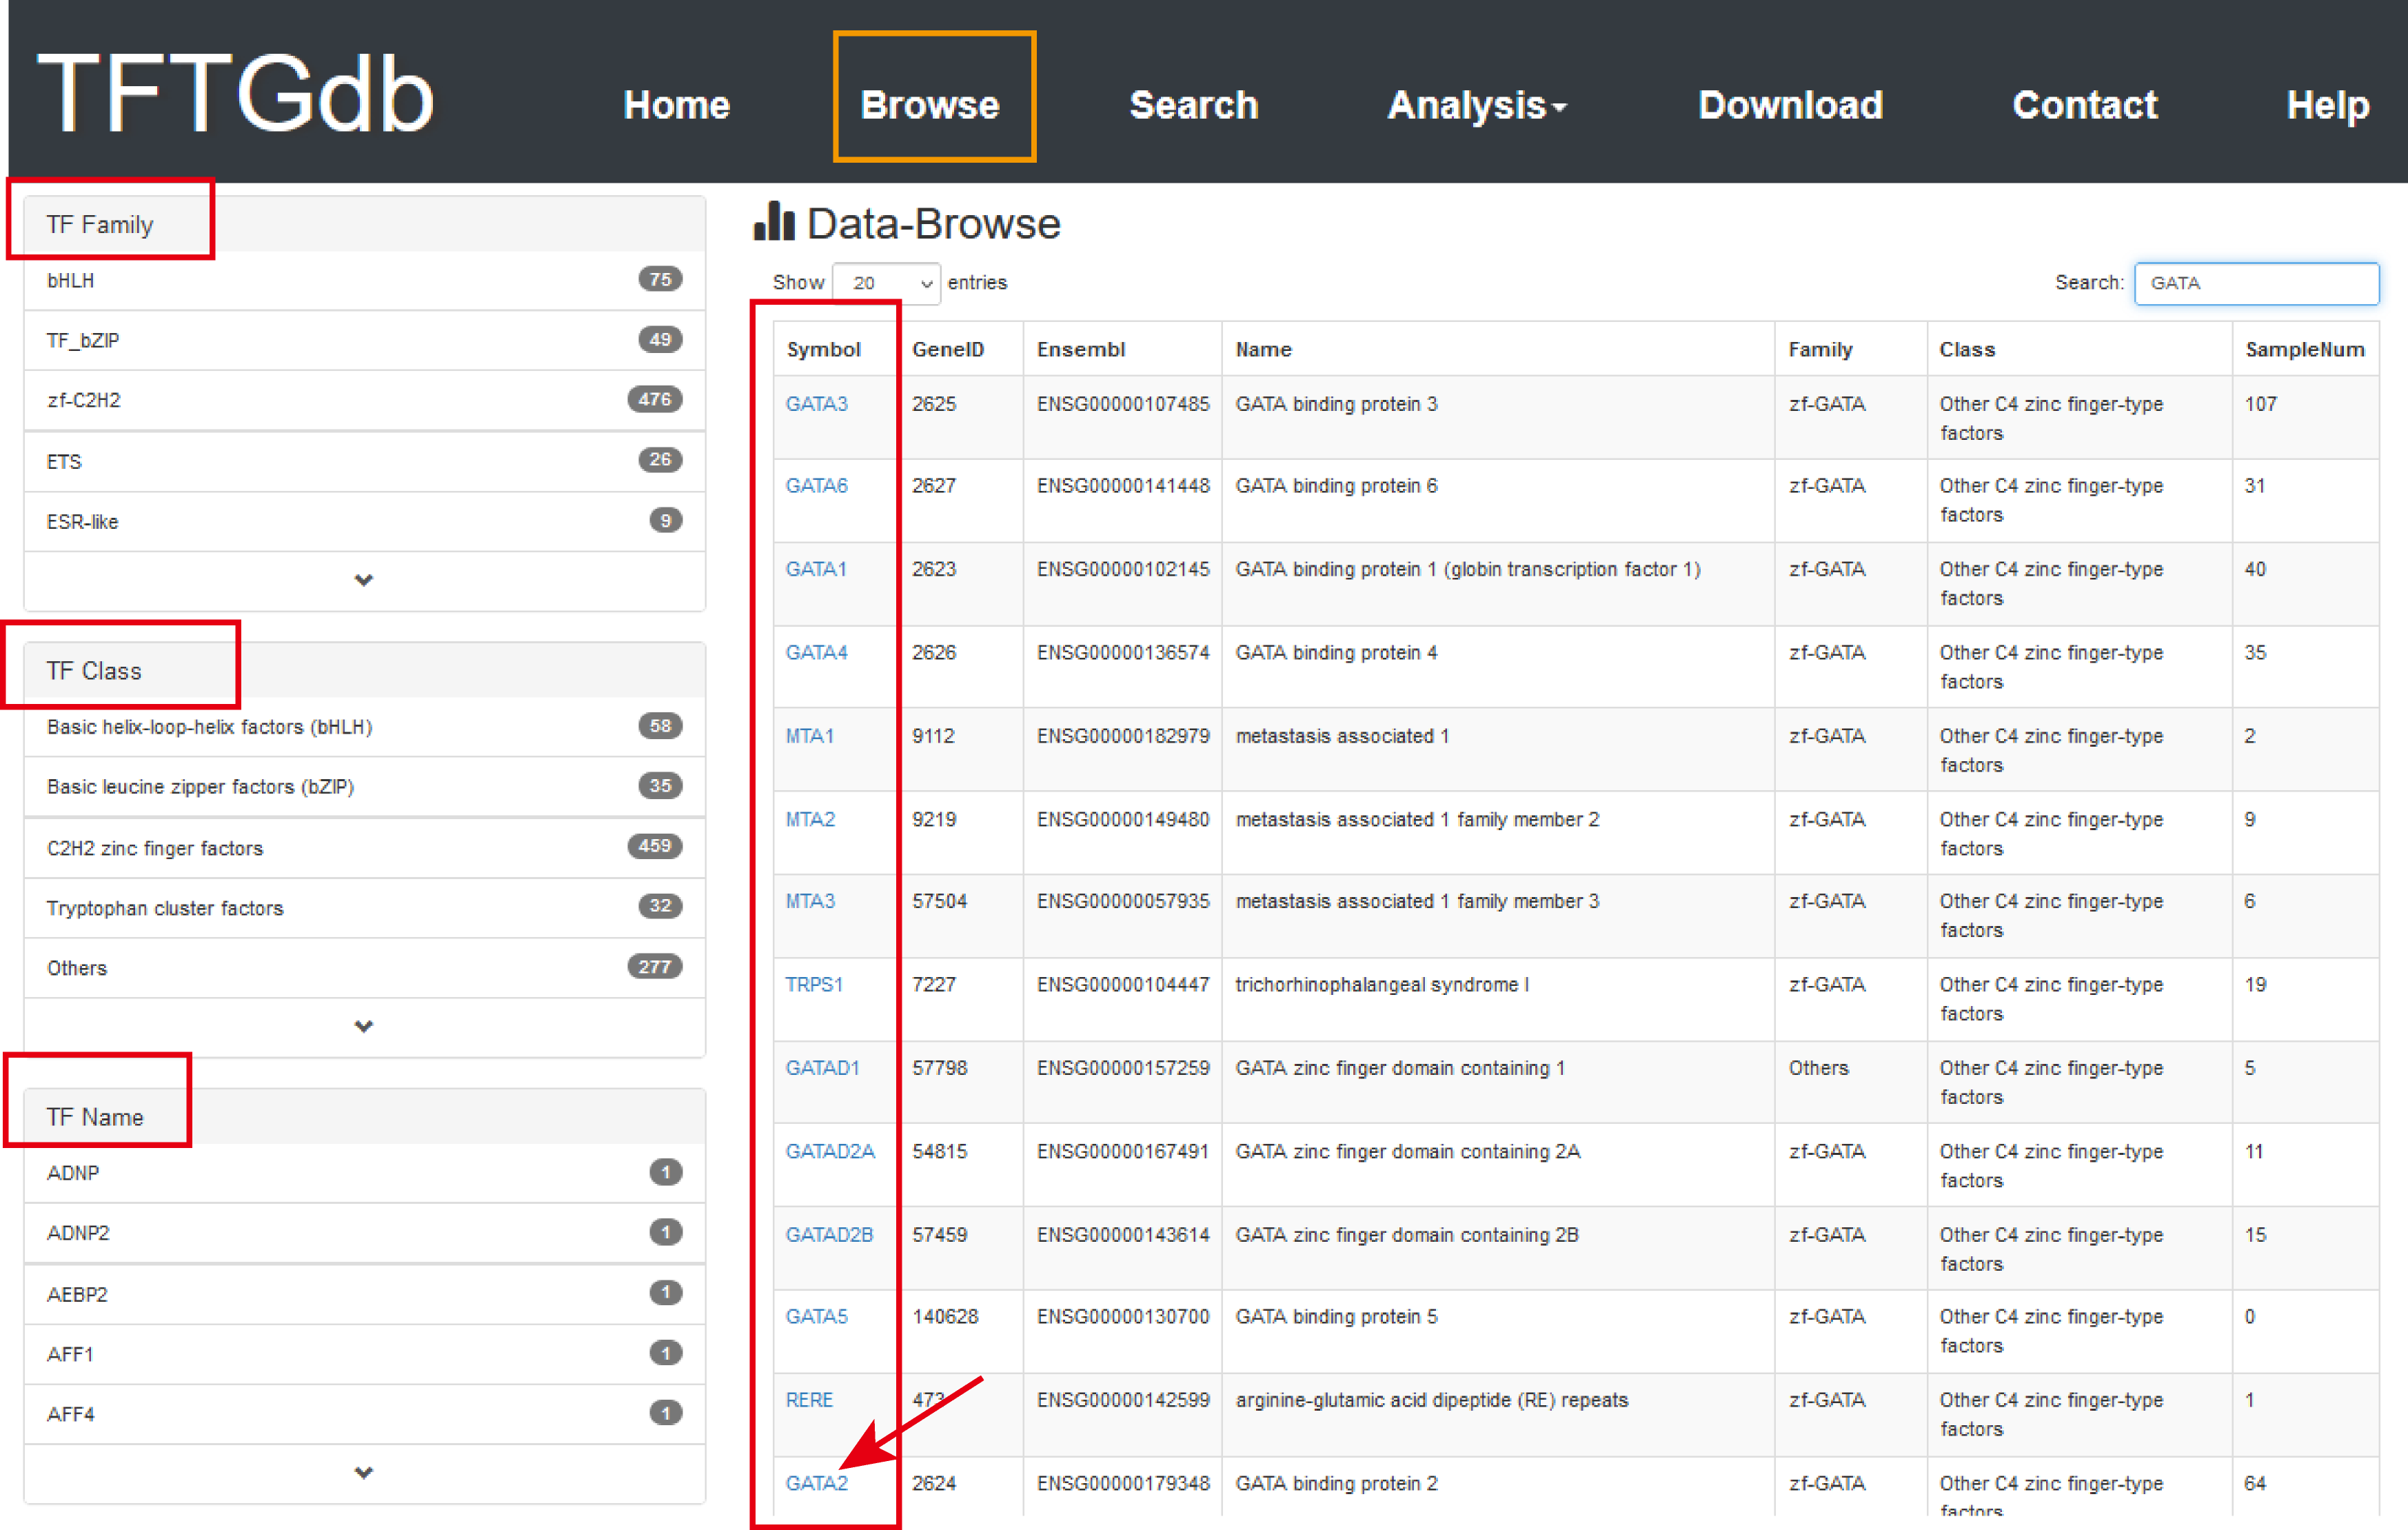 TFTGdb
Home Browse Search Analysis Download Contact Help
TF Family
bHLH 75
TF_bZIP 49
zf-C2H2 476
ETS 26
ESR-like 9
TF Class
Basic helix-loop-helix factors (bHLH) 58
Basic leucine zipper factors (bZIP) 35
C2H2 zinc finger factors 459
Tryptophan cluster factors 32
Others 277
TF Name
ADNP 1
ADNP2 1
AEBP2 1
AFF1 1
AFF4 1
Data-Browse
Show 20 entries Search: GATA
Symbol GeneID Ensembl Name Family Class SampleNum
GATA3 2625 ENSG00000107485 GATA binding protein 3 zf-GATA Other C4 zinc finger-type 107
factors
GATA6 2627 ENSG00000141448 GATA binding protein 6 zf-GATA Other C4 zinc finger-type 31
factors
GATA1 2623 ENSG00000102145 GATA binding protein 1 (globin transcription factor 1) zf-GATA Other C4 zinc finger-type 40
factors
GATA4 2626 ENSG00000136574 GATA binding protein 4 zf-GATA Other C4 zinc finger-type 35
factors
MTA1 9112 ENSG00000182979 metastasis associated 1 zf-GATA Other C4 zinc finger-type 2
factors
MTA2 9219 ENSG00000149480 metastasis associated 1 family member 2 zf-GATA Other C4 zinc finger-type 9
factors
MTA3 57504 ENSG00000057935 metastasis associated 1 family member 3 zf-GATA Other C4 zinc finger-type 6
factors
TRPS1 7227 ENSG00000104447 trichorhinophalangeal syndrome I zf-GATA Other C4 zinc finger-type 19
factors
GATAD1 57798 ENSG00000157259 GATA zinc finger domain containing 1 Others Other C4 zinc finger-type 5
factors
GATAD2A 54815 ENSG00000167491 GATA zinc finger domain containing 2A zf-GATA Other C4 zinc finger-type 11
factors
GATAD2B 57459 ENSG00000143614 GATA zinc finger domain containing 2B zf-GATA Other C4 zinc finger-type 15
factors
GATA5 140628 ENSG00000130700 GATA binding protein 5 zf-GATA Other C4 zinc finger-type 0
factors
RERE 473 ENSG00000142599 arginine-glutamic acid dipeptide (RE) repeats zf-GATA Other C4 zinc finger-type 1
factors
GATA2 2624 ENSG00000179348 GATA binding protein 2 zf-GATA Other C4 zinc finger-type 64
factors